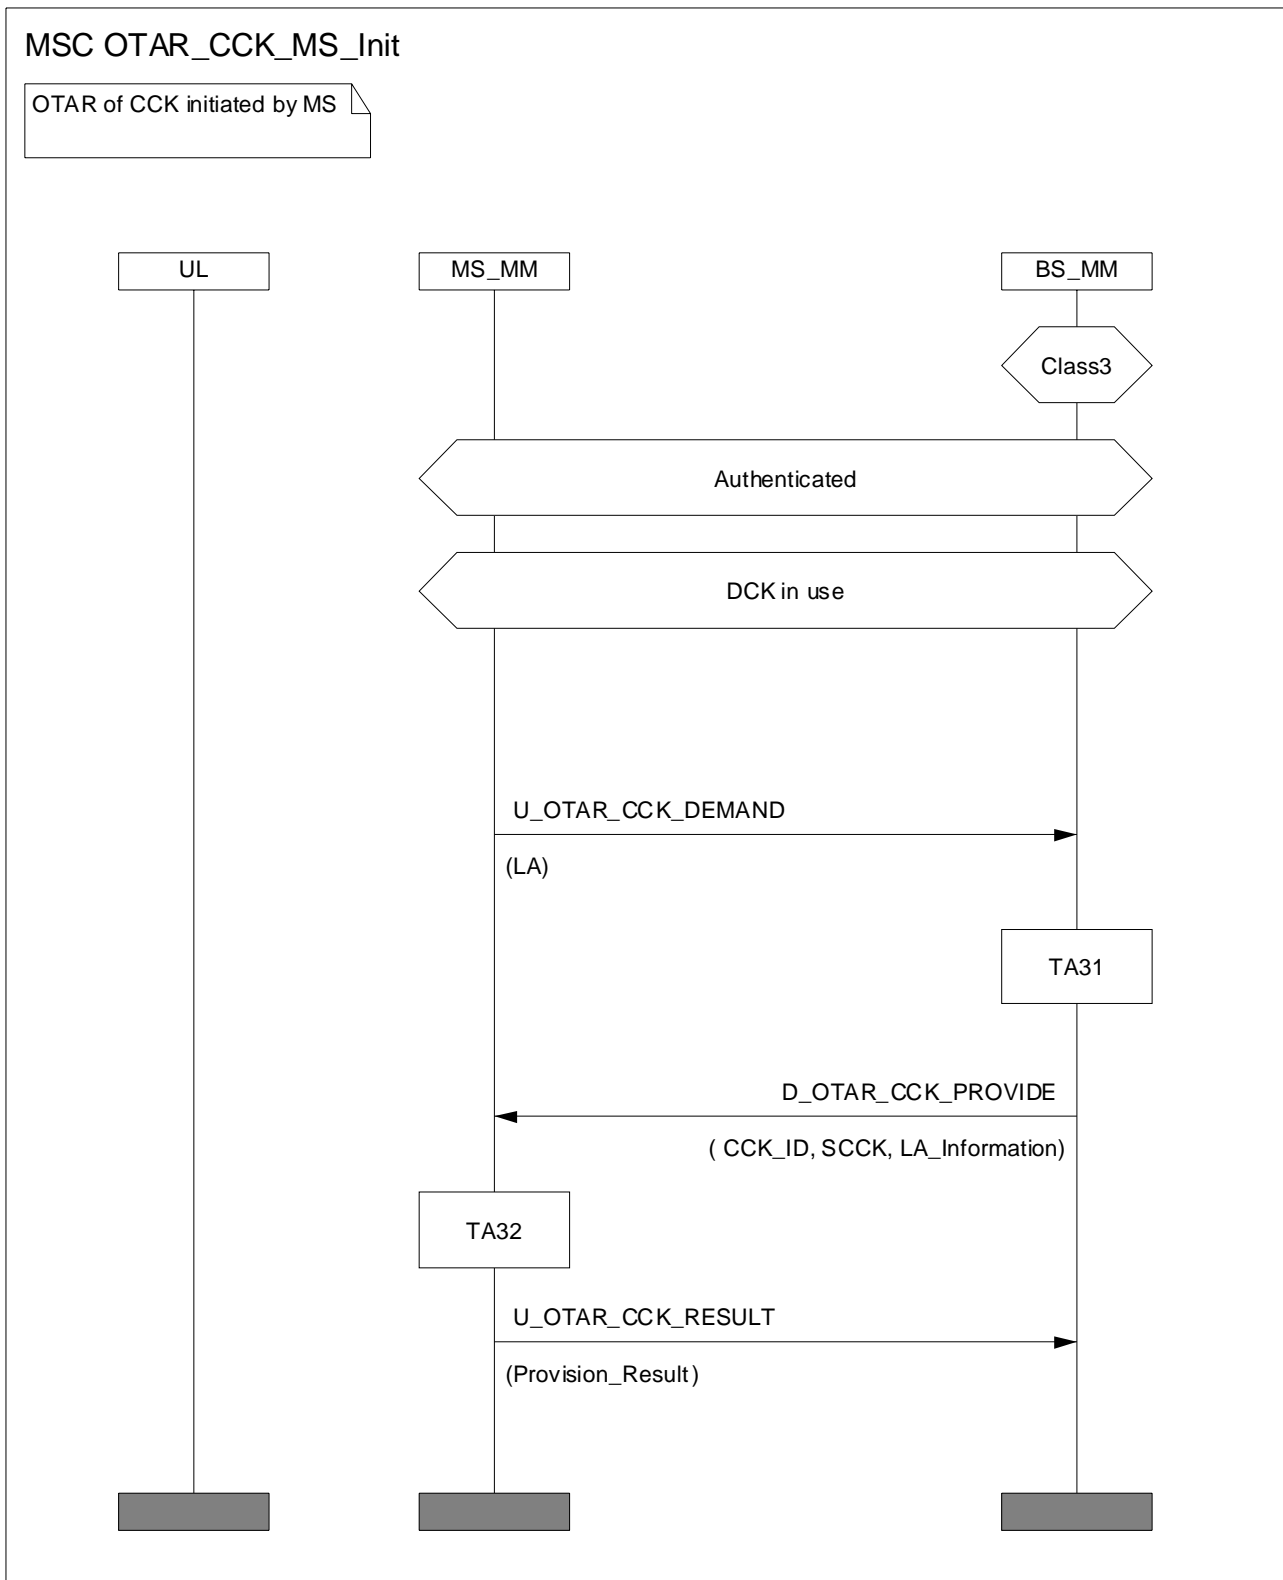 MSC OTAR_CCK_MS_Init
OTAR of CCK initiated by MS
UL
MS_MM
BS_MM
Class3
Authenticated
DCK in use
U_OTAR_CCK_DEMAND
(LA)
TA31
D_OTAR_CCK_PROVIDE
( CCK_ID, SCCK, LA_Information)
TA32
U_OTAR_CCK_RESULT
(Provision_Result)